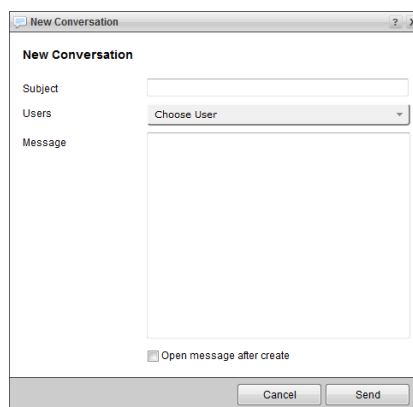 New Conversation
?
New Conversation
Subject
Users
Choose User
Message
Open message after create
Cancel
Send